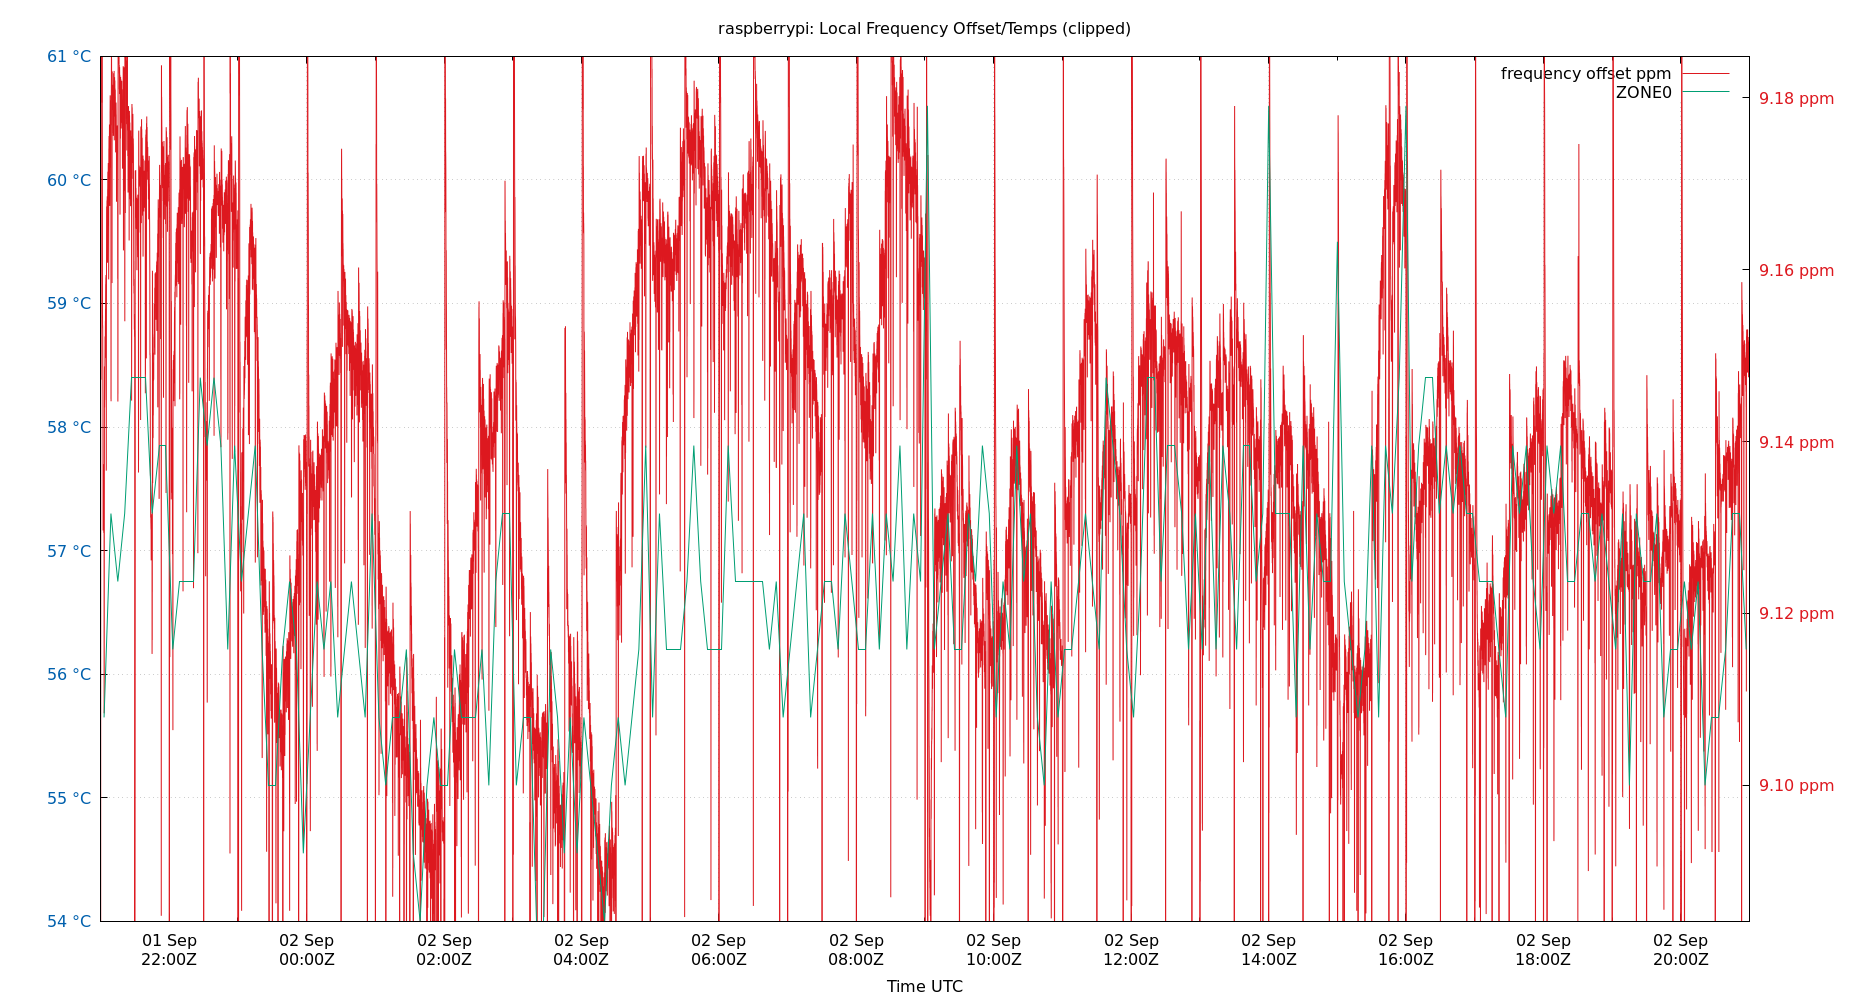 raspberrypi: Local Frequency Offset/Temps (clipped)
61 °C
60 °C
59 °C
58 °C
57 °C
56 °C
55 °C
54 °C
frequency offset ppm
ZONE0
9.18 ppm
9.16 ppm
9.14 ppm
9.12 ppm
9.10 ppm
01 Sep 02 Sep 02 Sep 02 Sep 02 Sep 02 Sep 02 Sep 02 Sep 02 Sep 02 Sep 02 Sep 02 Sep
22:00Z 00:00Z 02:00Z 04:00Z 06:00Z 08:00Z 10:00Z 12:00Z 14:00Z 16:00Z 18:00Z 20:00Z
Time UTC